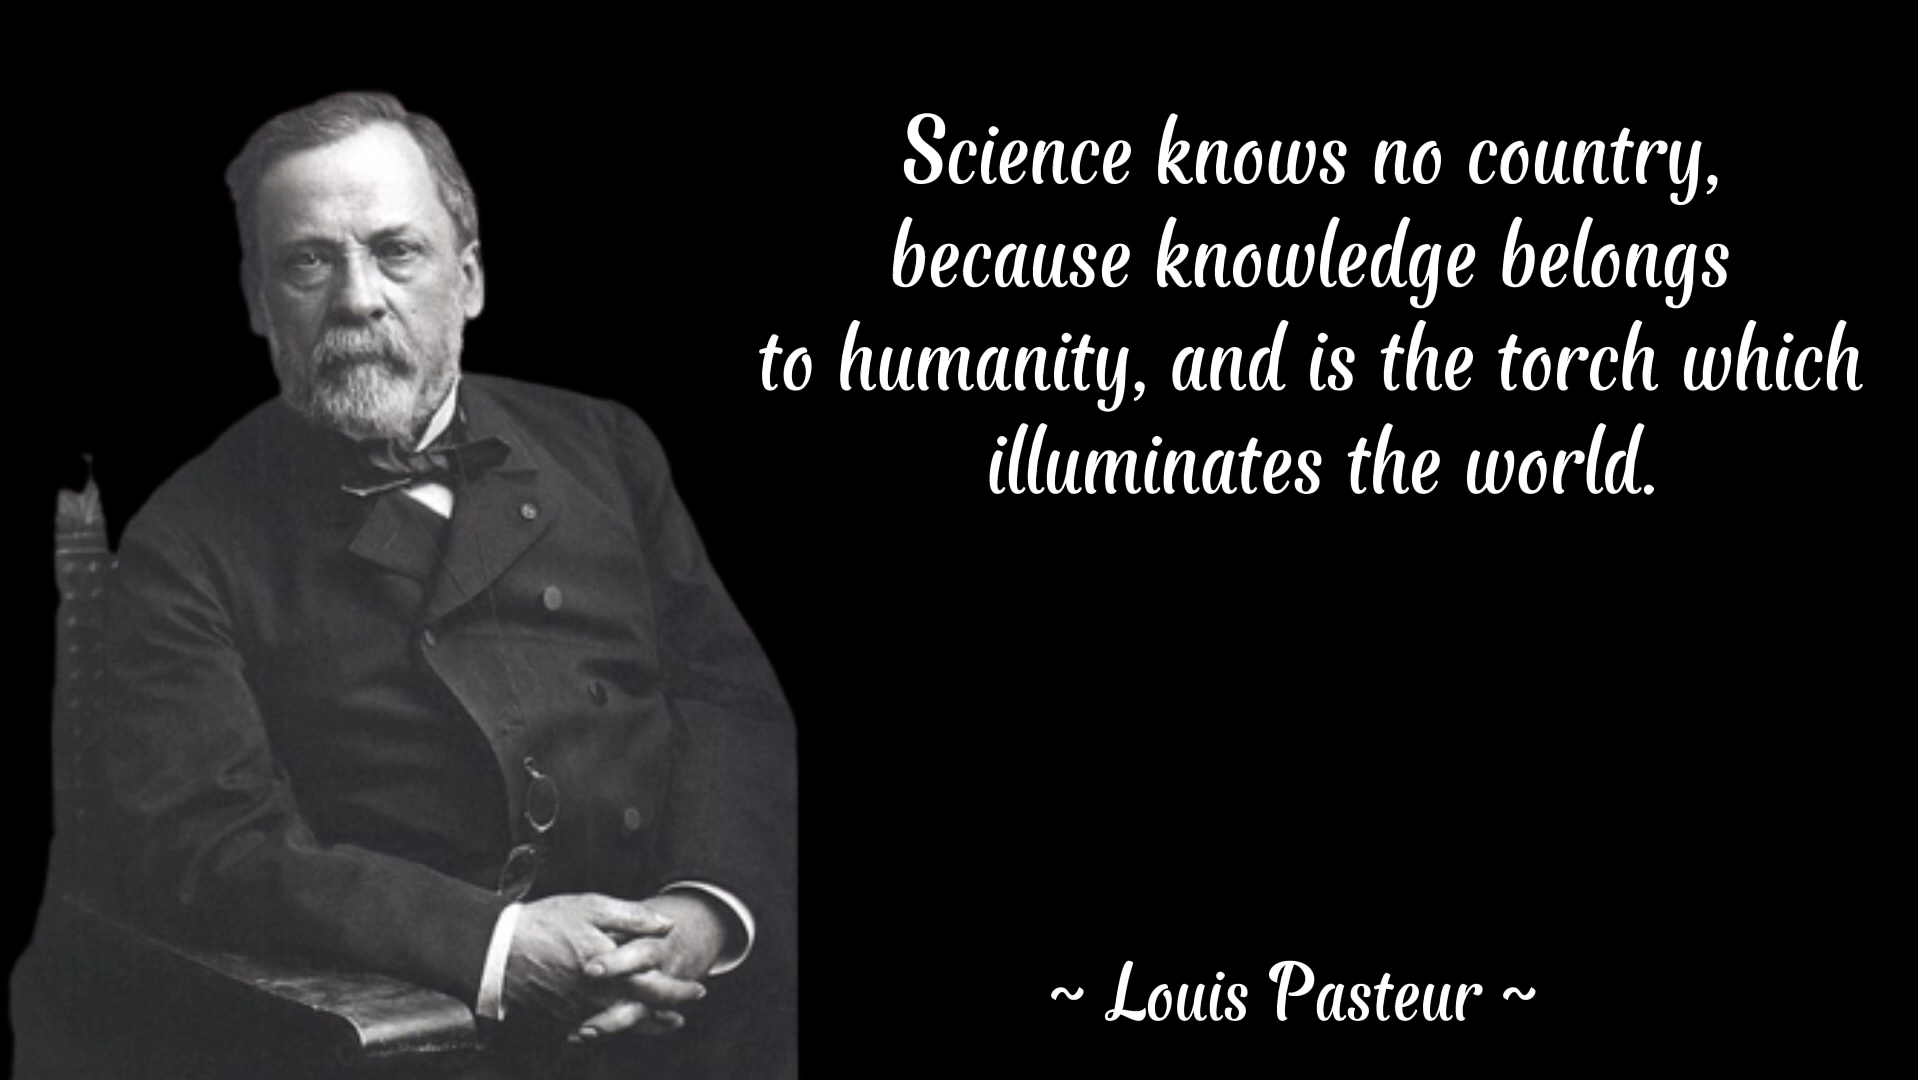 Science knows no country,
because knowledge belongs
to humanity, and is the torch which
illuminates the world.
~ Louis Pasteur ~